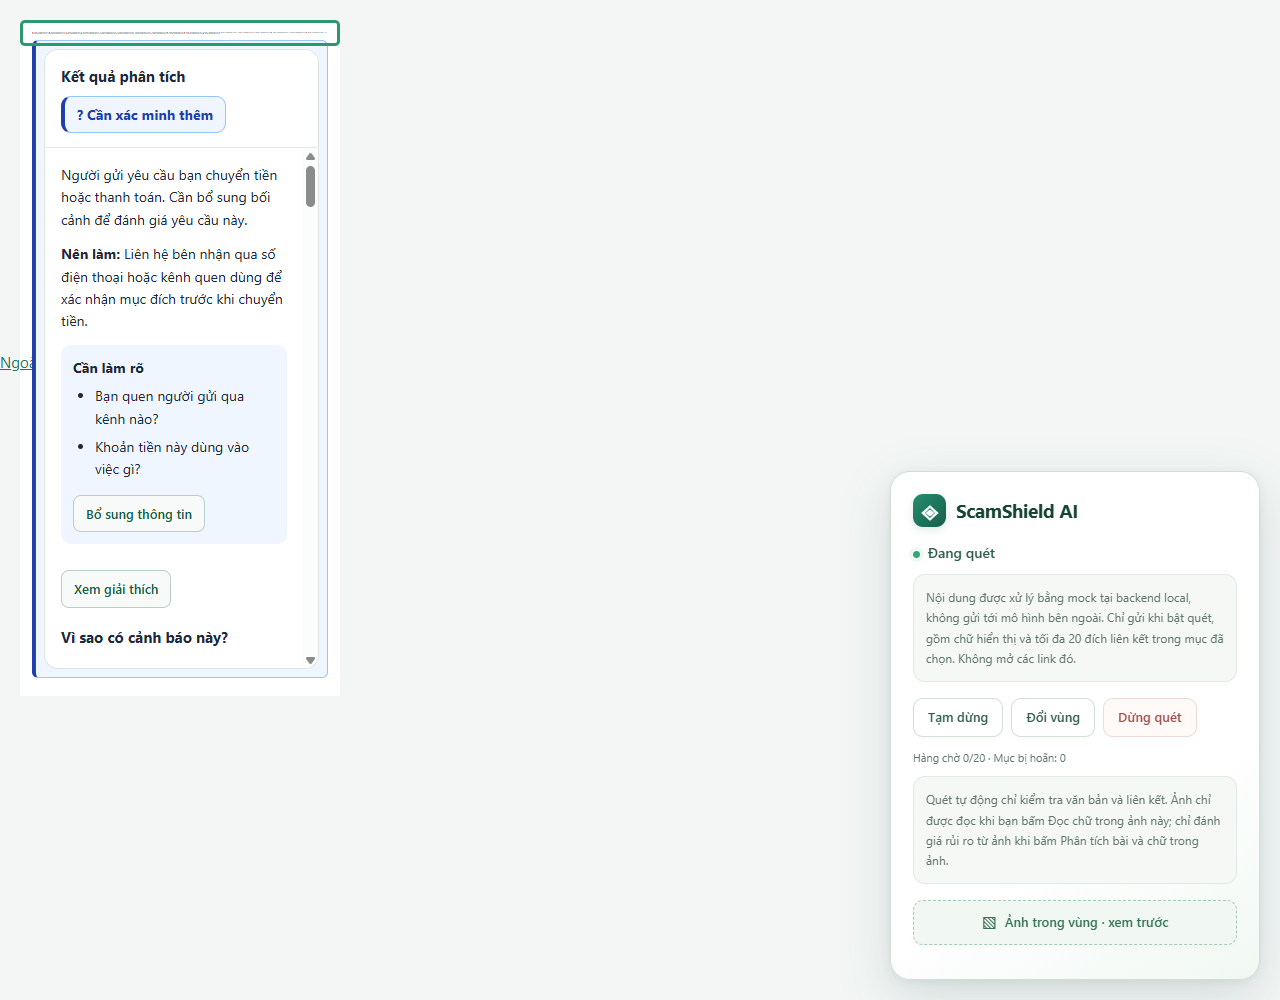 Kết quả phân tích
? Cần xác minh thêm
Người gửi yêu cầu bạn chuyển tiền
hoặc thanh toán. Cần bổ sung bối
cảnh để đánh giá yêu cầu này.
Nên làm: Liên hệ bên nhận qua số
điện thoại hoặc kênh quen dùng để
xác nhận mục đích trước khi chuyển
tiền.
Cần làm rõ
• Bạn quen người gửi qua
kênh nào?
• Khoản tiền này dùng vào
việc gì?
Bổ sung thông tin
Xem giải thích
Vì sao có cảnh báo này?
ScamShield AI
Đang quét
Nội dung được xử lý bằng mock tại backend local,
không gửi tới mô hình bên ngoài. Chỉ gửi khi bật quét,
gồm chữ hiển thị và tối đa 20 đích liên kết trong mục đã
chọn. Không mở các link đó.
Tạm dừng
Đổi vùng
Dừng quét
Hàng chờ 0/20 · Mục bị hoãn: 0
Quét tự động chỉ kiểm tra văn bản và liên kết. Ảnh chỉ
được đọc khi bạn bấm Đọc chữ trong ảnh này; chỉ đánh
giá rủi ro từ ảnh khi bấm Phân tích bài và chữ trong
ảnh.
Ảnh trong vùng · xem trước